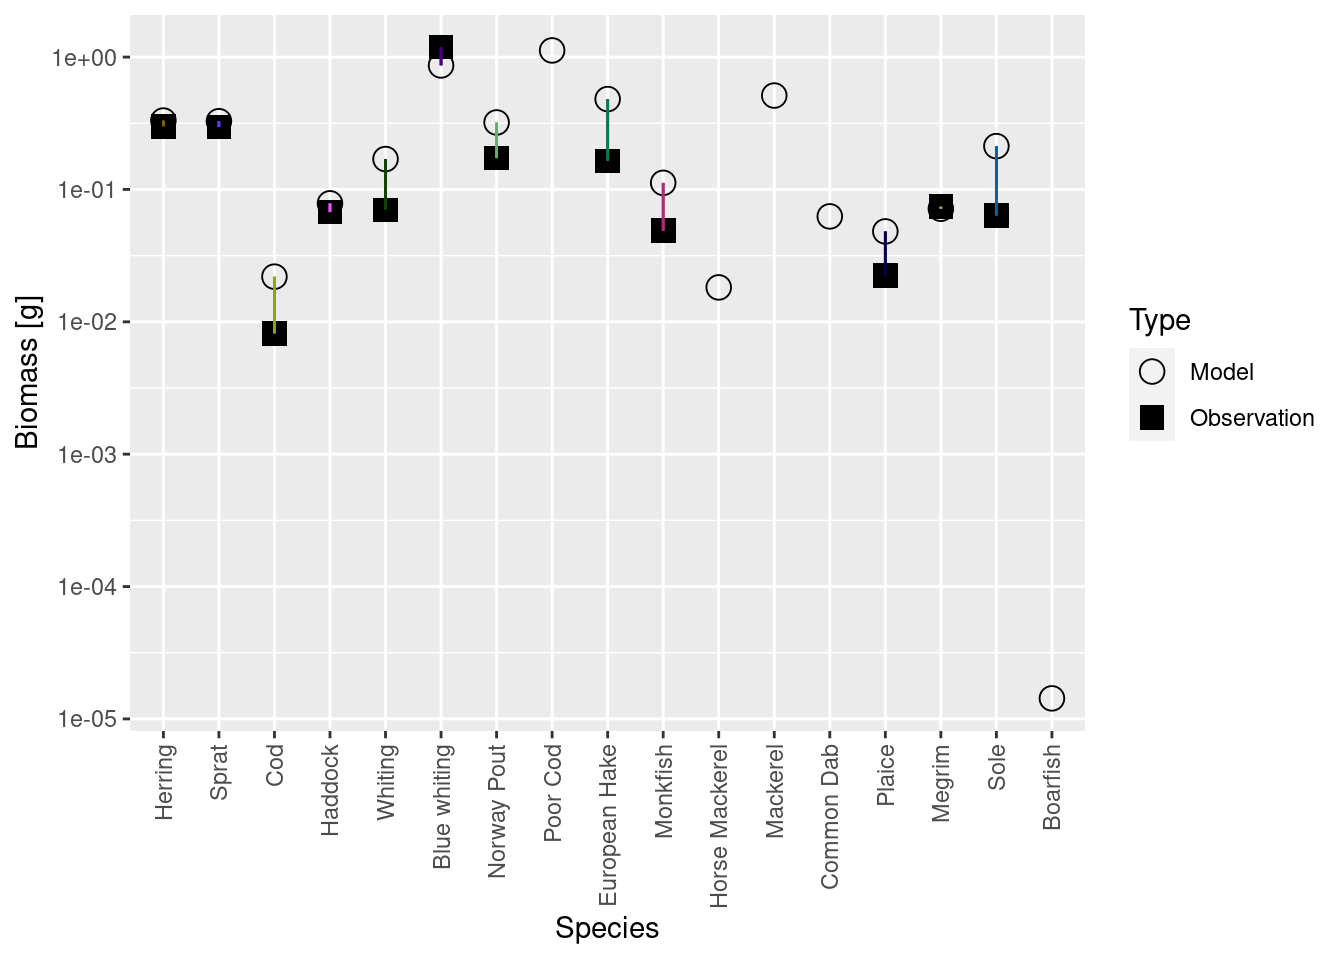 1e+00
1e-01
1e-02
1e-03
1e-04
1e-05
Biomass [g]
Herring
Sprat
Cod
Haddock
Whiting
Blue whiting
Norway Pout
Poor Cod
European Hake
Monkfish
Horse Mackerel
Mackerel
Common Dab
Plaice
Megrim
Sole
Boarfish
Species
Type
Model
Observation